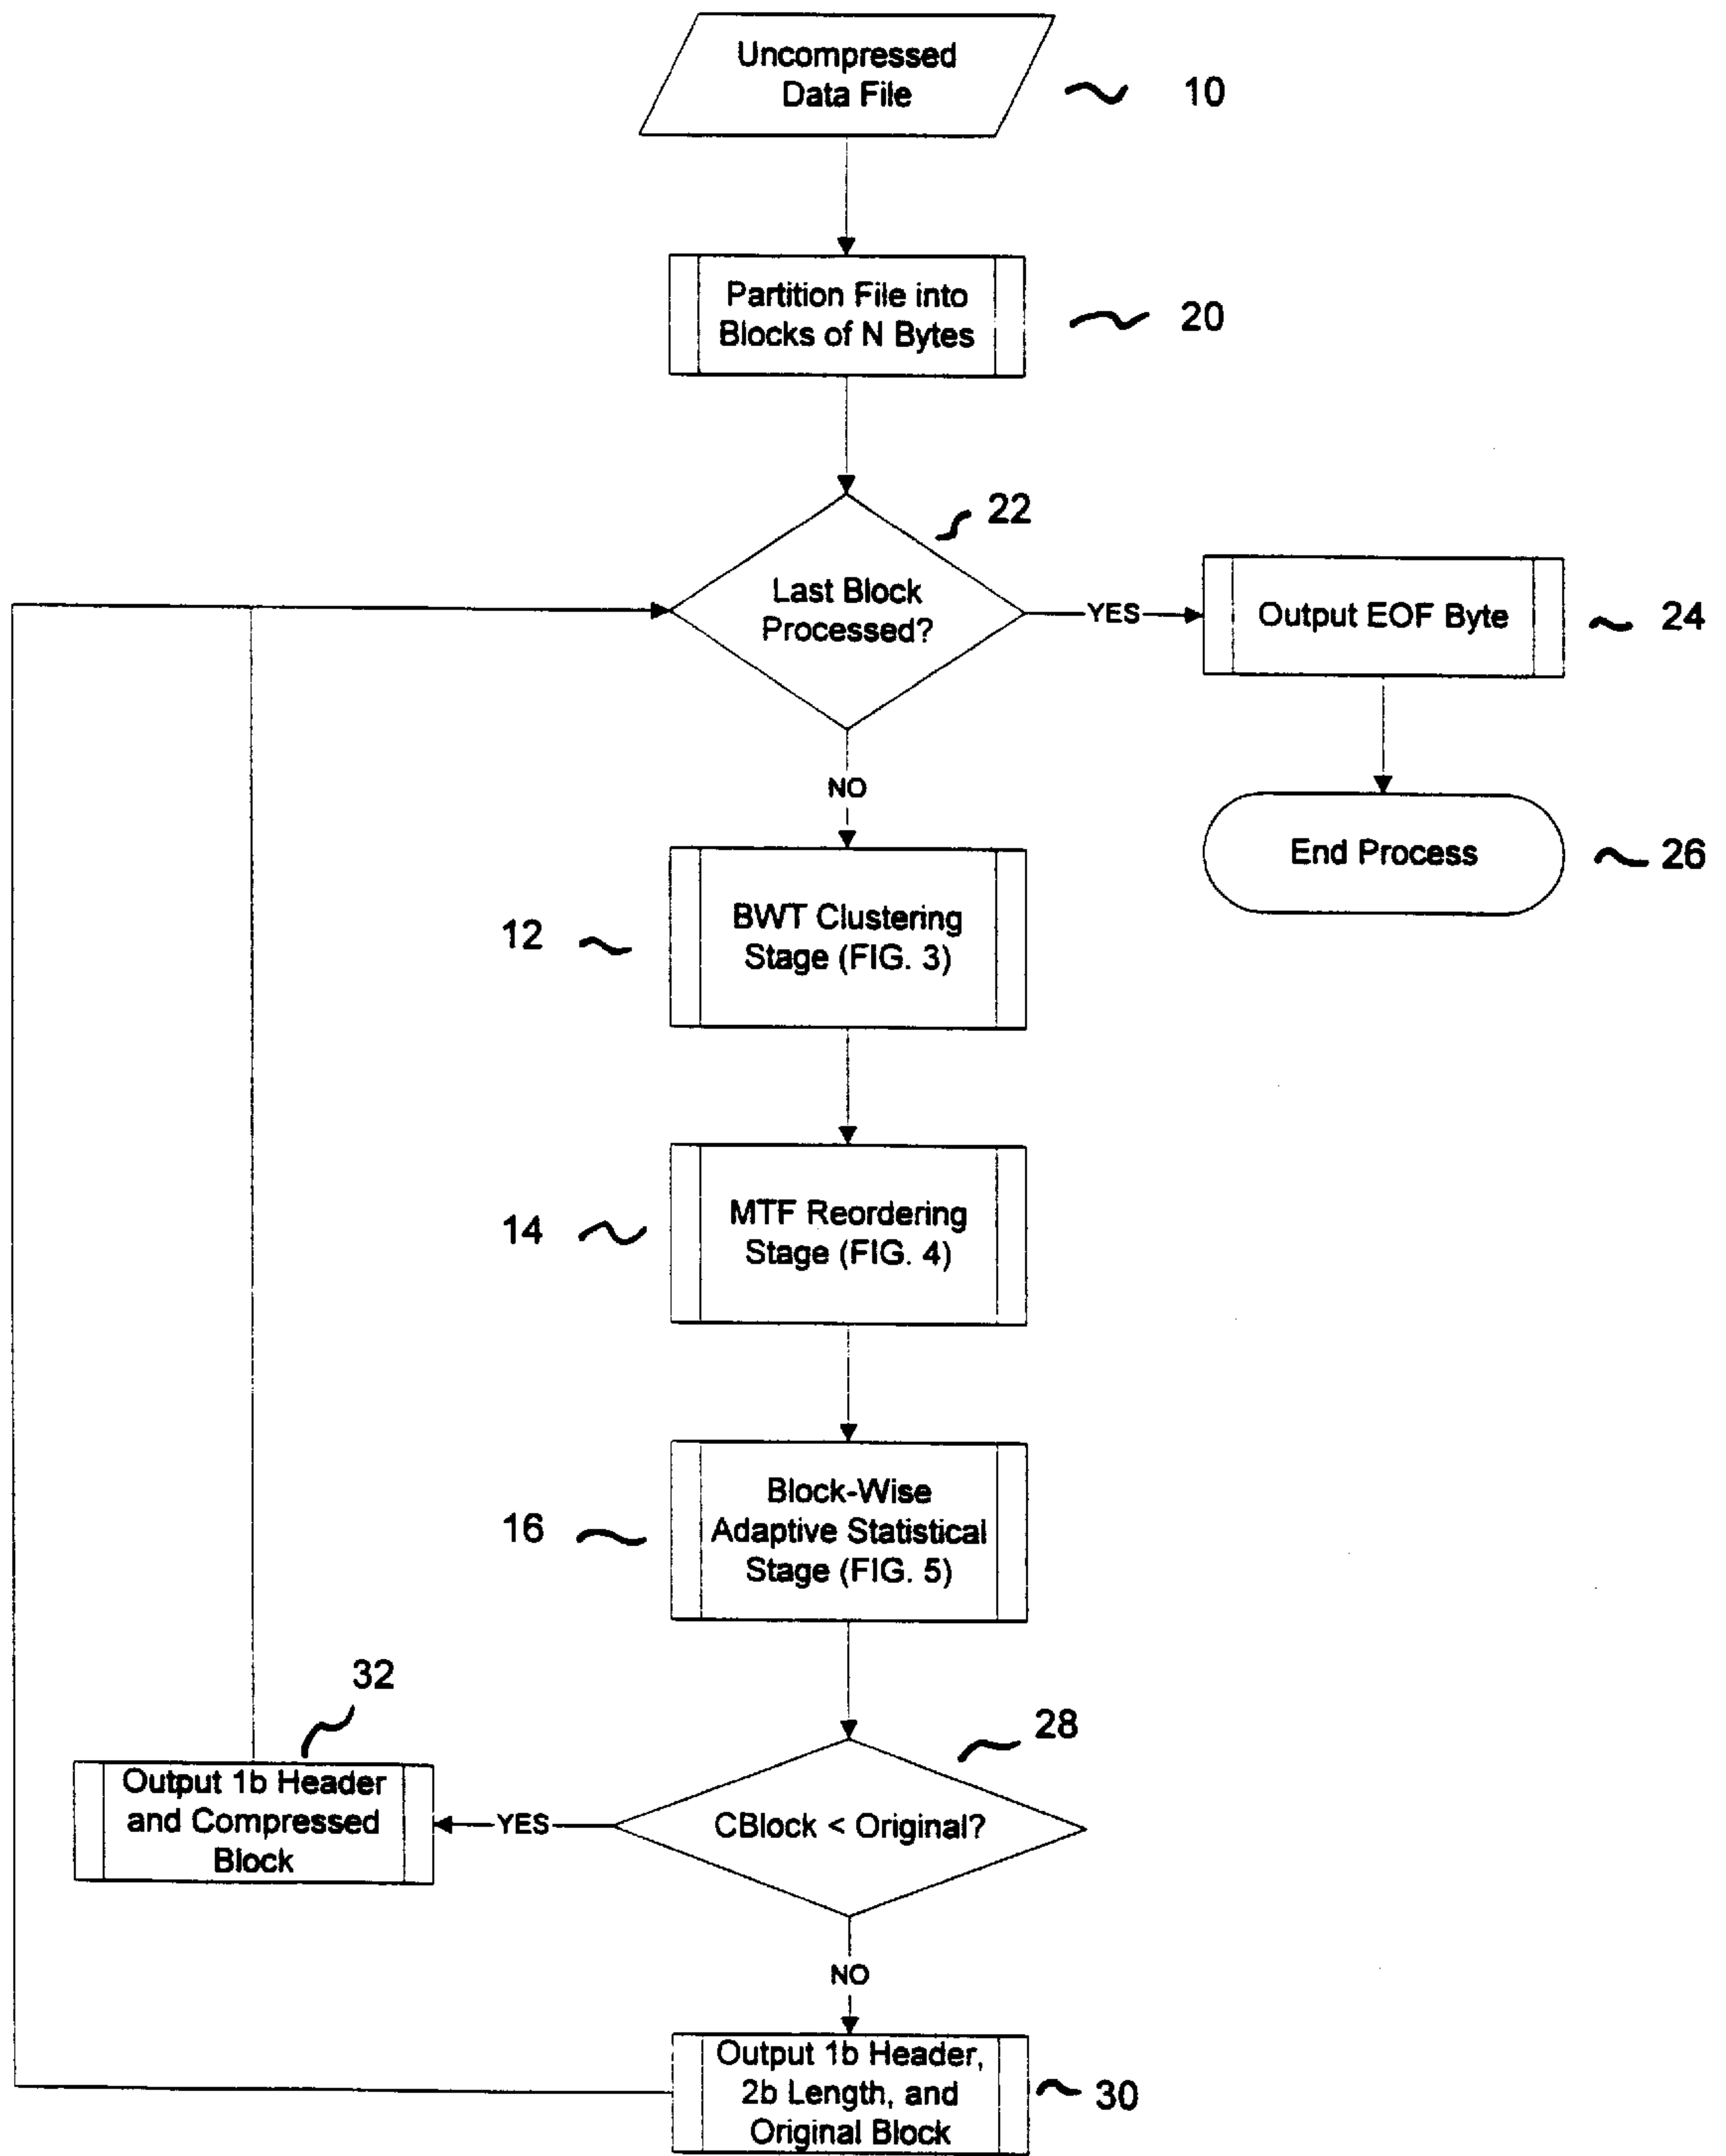 Uncompressed
Data File
10
Partition File into
Blocks of N Bytes
20
22
Last Block
Processed?
YES
Output EOF Byte
24
NO
End Process
26
12
BWT Clustering
Stage (FIG. 3)
14
MTF Reordering
Stage (FIG. 4)
16
Block-Wise
Adaptive Statistical
Stage (FIG. 5)
32
28
Output 1b Header
and Compressed
Block
YES
CBlock < Original?
NO
Output 1b Header,
2b Length, and
Original Block
30